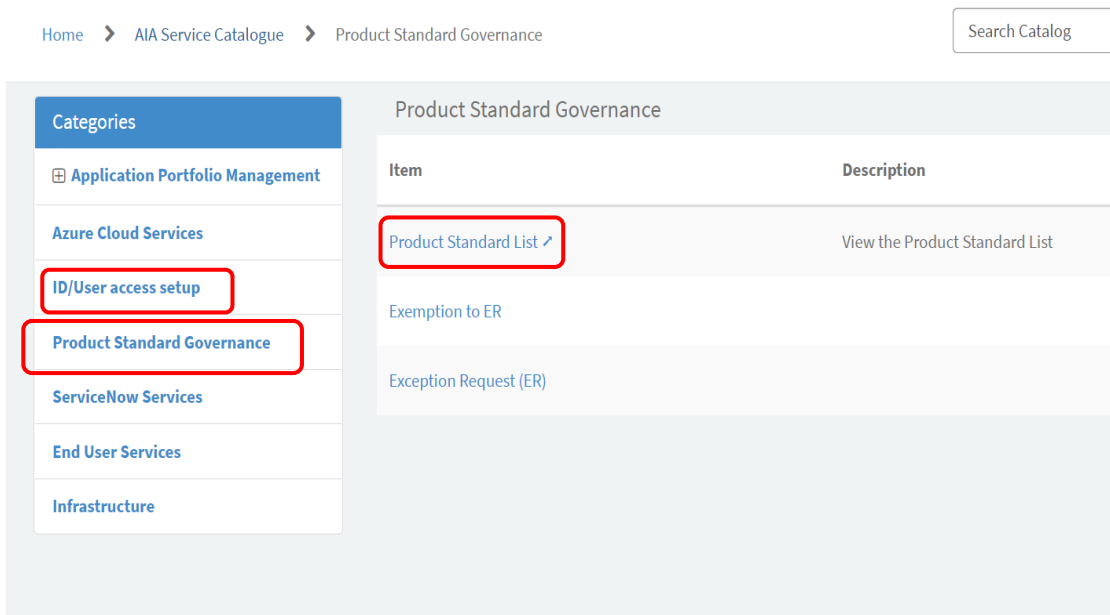 Home > AIA Service Catalogue > Product Standard Governance
Search Catalog
Categories
Application Portfolio Management
Azure Cloud Services
ID/User access setup
Product Standard Governance
ServiceNow Services
End User Services
Infrastructure
Product Standard Governance
Item Description
Product Standard List View the Product Standard List
Exemption to ER
Exception Request (ER)